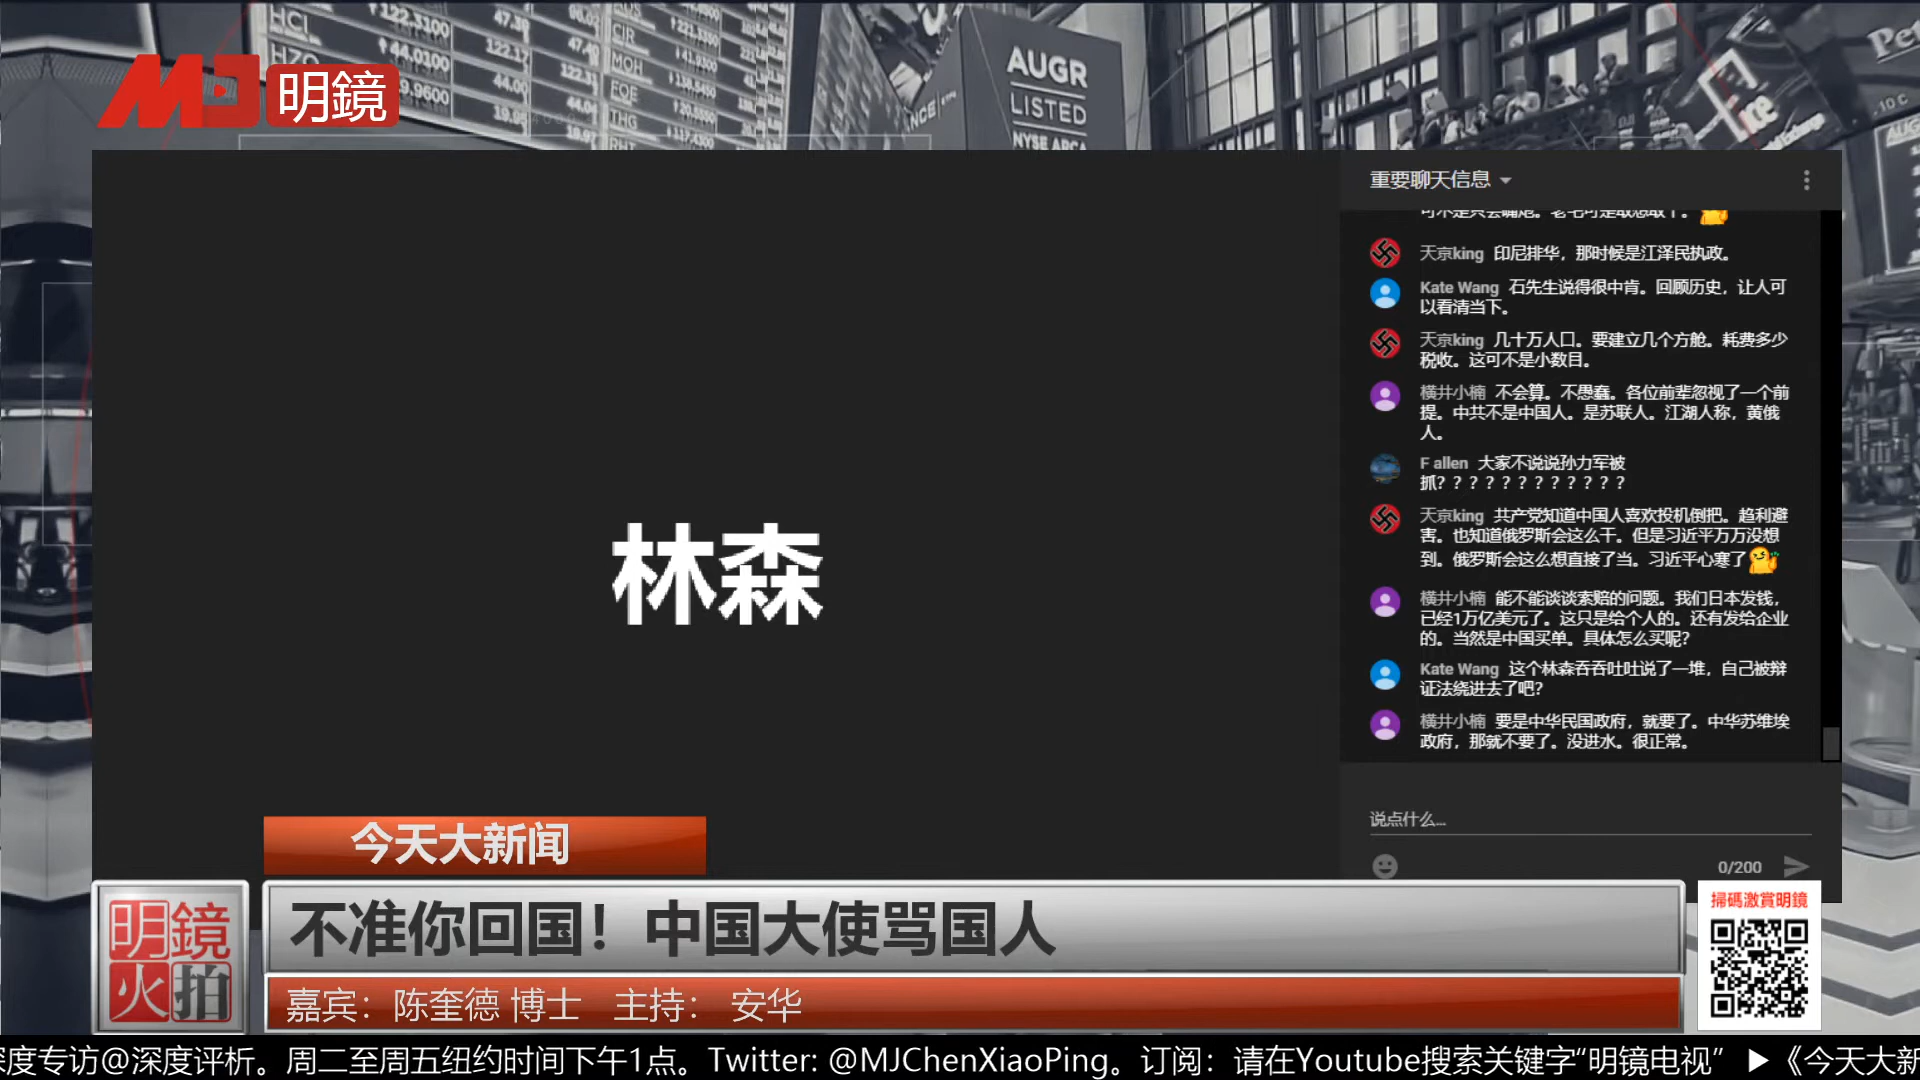 HCL
122.3100
47.39
HZO
44.0100
122.17
47.40
CIR
MOH
EOE
THG
44.00
122.31
AUGR
LISTED
NYSE ARCA
MD 明鏡
重要聊天信息
天京king 印尼排华，那时候是江泽民执政。
Kate Wang 石先生说得很中肯。回顾历史，让人可
以看清当下。
天京king 几十万人口。要建立几个方舱。耗费多少
税收。这可不是小数目。
横井小楠 不会算。不愚蠢。各位前辈忽视了一个前
提。中共不是中国人。是苏联人。江湖人称，黄俄
人。
F allen 大家不说说孙力军被
抓？？？？？？？？？？？？
天京king 共产党知道中国人喜欢投机倒把。趋利避
害。也知道俄罗斯会这么干。但是习近平万万没想
到。俄罗斯会这么想直接了当。习近平心寒了
横井小楠 能不能谈谈索赔的问题。我们日本发钱，
已经1万亿美元了。这只是给个人的。还有发给企业
的。当然是中国买单。具体怎么买呢？
Kate Wang 这个林森吞吞吐吐说了一堆，自己被辩
证法绕进去了吧？
横井小楠 要是中华民国政府，就要了。中华苏维埃
政府，那就不要了。没进水。很正常。
说点什么...
0/200
林森
今天大新闻
明鏡
火拍
不准你回国！中国大使骂国人
嘉宾：陈奎德 博士 主持： 安华
掃碼激賞明鏡
深度专访@深度评析。周二至周五纽约时间下午1点。Twitter: @MJChenXiaoPing。订阅：请在Youtube搜索关键字“明镜电视” ▶《今天大新